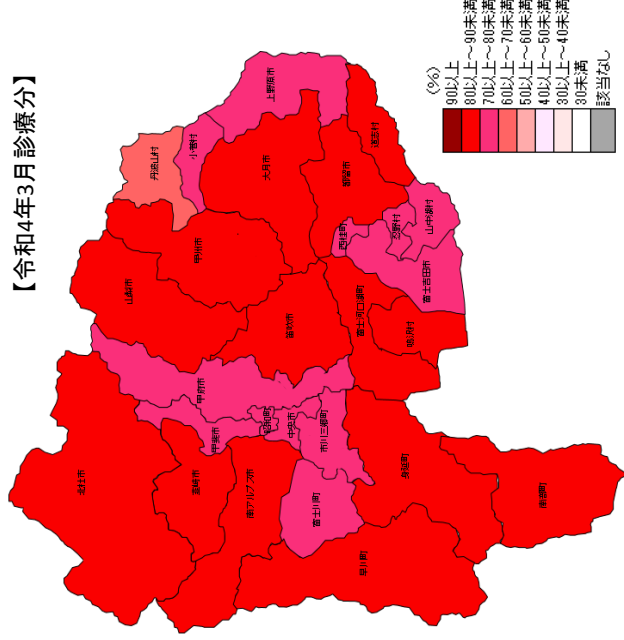 【令和4年3月診療分】
(%)
90以上
80以上～90未満
70以上～80未満
60以上～70未満
50以上～60未満
40以上～50未満
30以上～40未満
30未満
該当なし
丹波山村
小菅村
上野原市
大月市
都留市
道志村
甲州市
山梨市
笛吹市
西桂町
忍野村
山中湖村
富士吉田市
富士河口湖町
鳴沢村
甲府市
甲斐市
昭和町
中央市
市川三郷町
北杜市
韮崎市
南アルプス市
富士川町
早川町
身延町
南部町